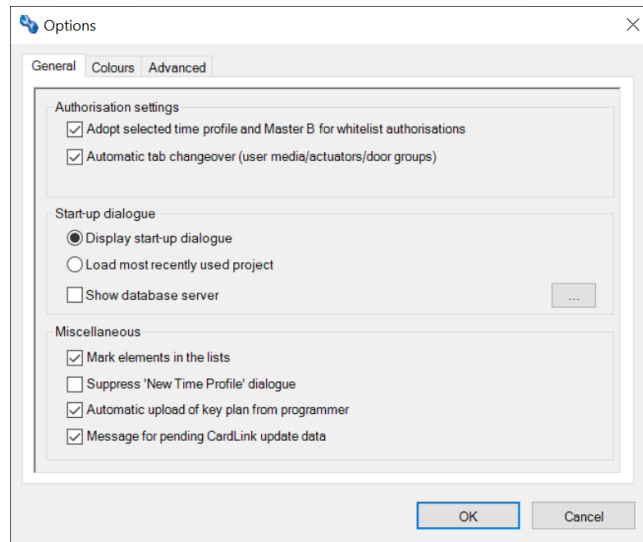 Options
General Colours Advanced
Authorisation settings
Adopt selected time profile and Master B for whitelist authorisations
Automatic tab changeover (user media/actuators/door groups)
Start-up dialogue
Display start-up dialogue
Load most recently used project
Show database server
...
Miscellaneous
Mark elements in the lists
Suppress 'New Time Profile' dialogue
Automatic upload of key plan from programmer
Message for pending CardLink update data
OK Cancel